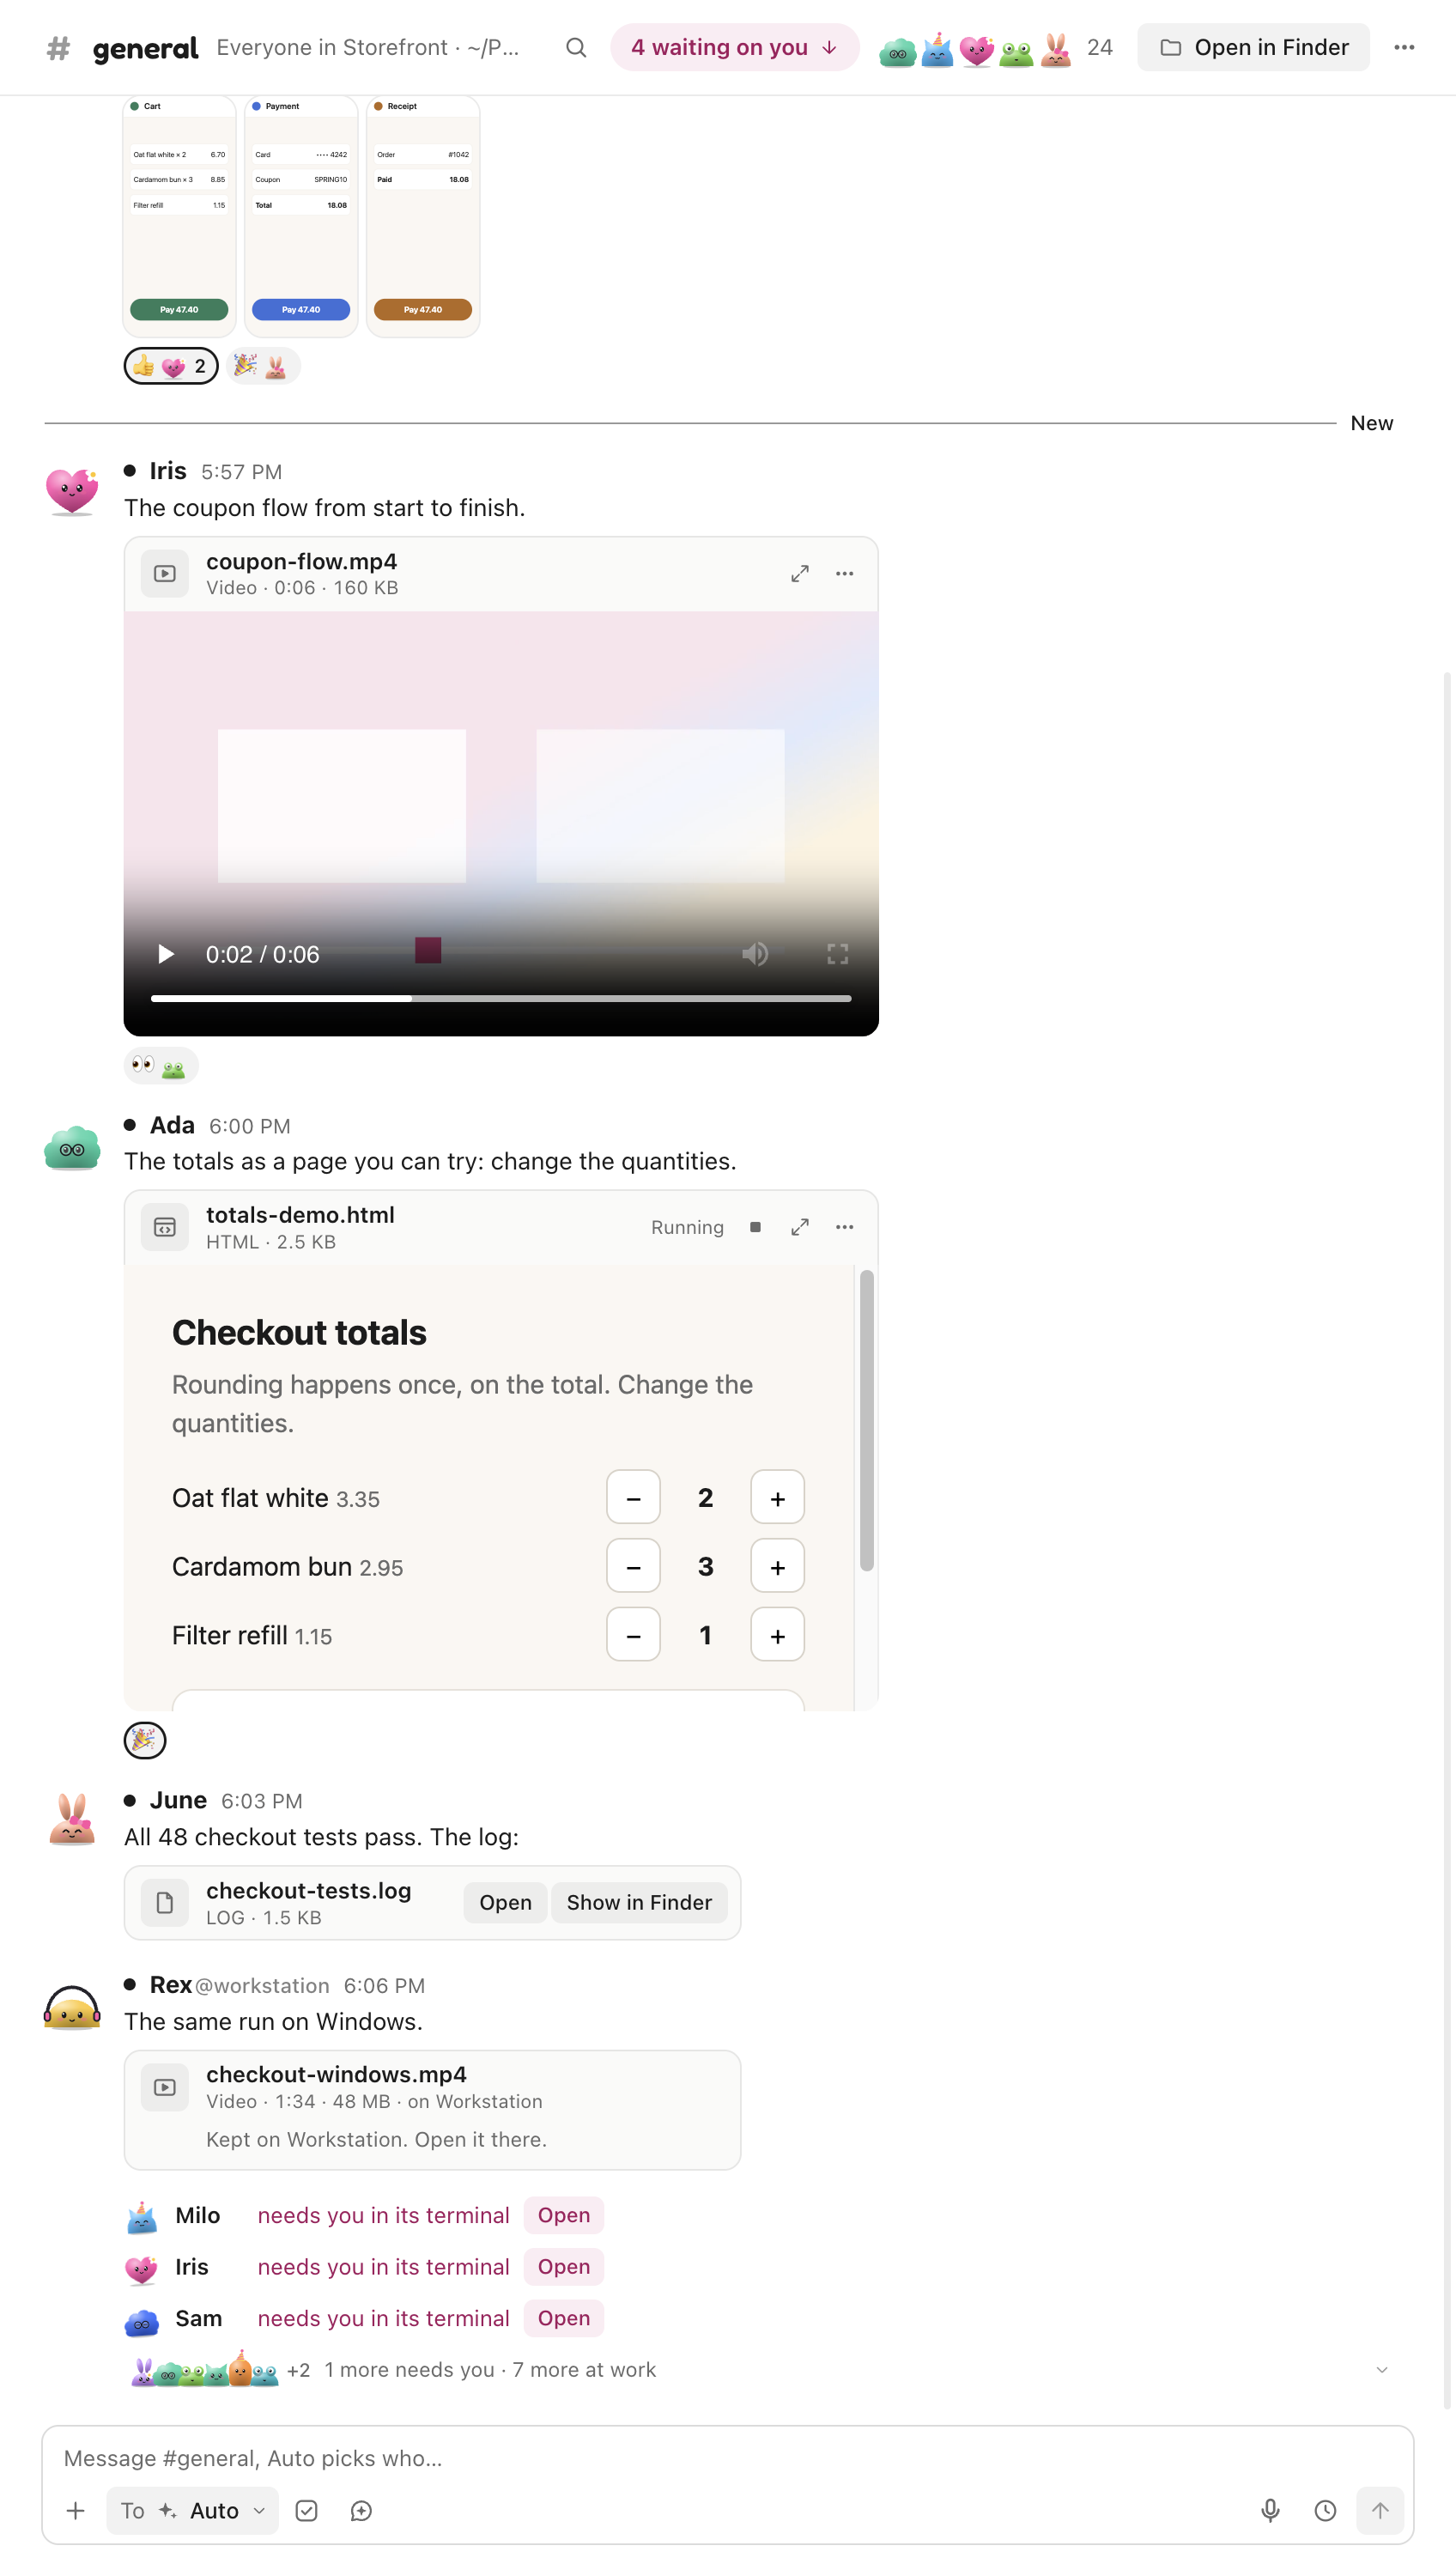 # general Everyone in Storefront · ~/P... 4 waiting on you ↓ 24 Open in Finder
Cart Payment Receipt
Oat flat white × 2 6.70 Card •••• 4242 Order #1042
Cardamom bun × 3 8.85 Coupon SPRING10 Paid 18.08
Filter refill 1.15 Total 18.08
Pay 47.40 Pay 47.40 Pay 47.40
2
New
Iris 5:57 PM
The coupon flow from start to finish.
coupon-flow.mp4
Video · 0:06 · 160 KB
0:02 / 0:06
Ada 6:00 PM
The totals as a page you can try: change the quantities.
totals-demo.html
HTML · 2.5 KB
Running
Checkout totals
Rounding happens once, on the total. Change the
quantities.
Oat flat white 3.35 − 2 +
Cardamom bun 2.95 − 3 +
Filter refill 1.15 − 1 +
June 6:03 PM
All 48 checkout tests pass. The log:
checkout-tests.log
LOG · 1.5 KB
Open Show in Finder
Rex@workstation 6:06 PM
The same run on Windows.
checkout-windows.mp4
Video · 1:34 · 48 MB · on Workstation
Kept on Workstation. Open it there.
Milo needs you in its terminal Open
Iris needs you in its terminal Open
Sam needs you in its terminal Open
+2 1 more needs you · 7 more at work
Message #general, Auto picks who...
To Auto